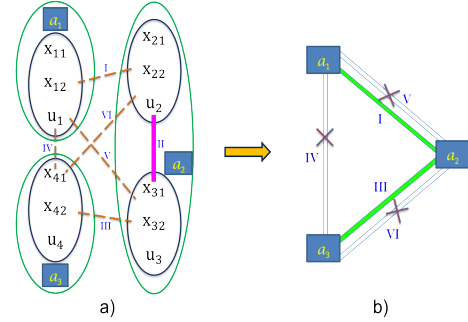 a₁
x₁₁
x₁₂
u₁
I
VI
IV
V
x₂₁
x₂₂
u₂
II
a₂
x₄₁
x₄₂
u₄
III
x₃₁
x₃₂
u₃
a₃
a)
a₁
V
I
a₂
IV
III
VI
a₃
b)